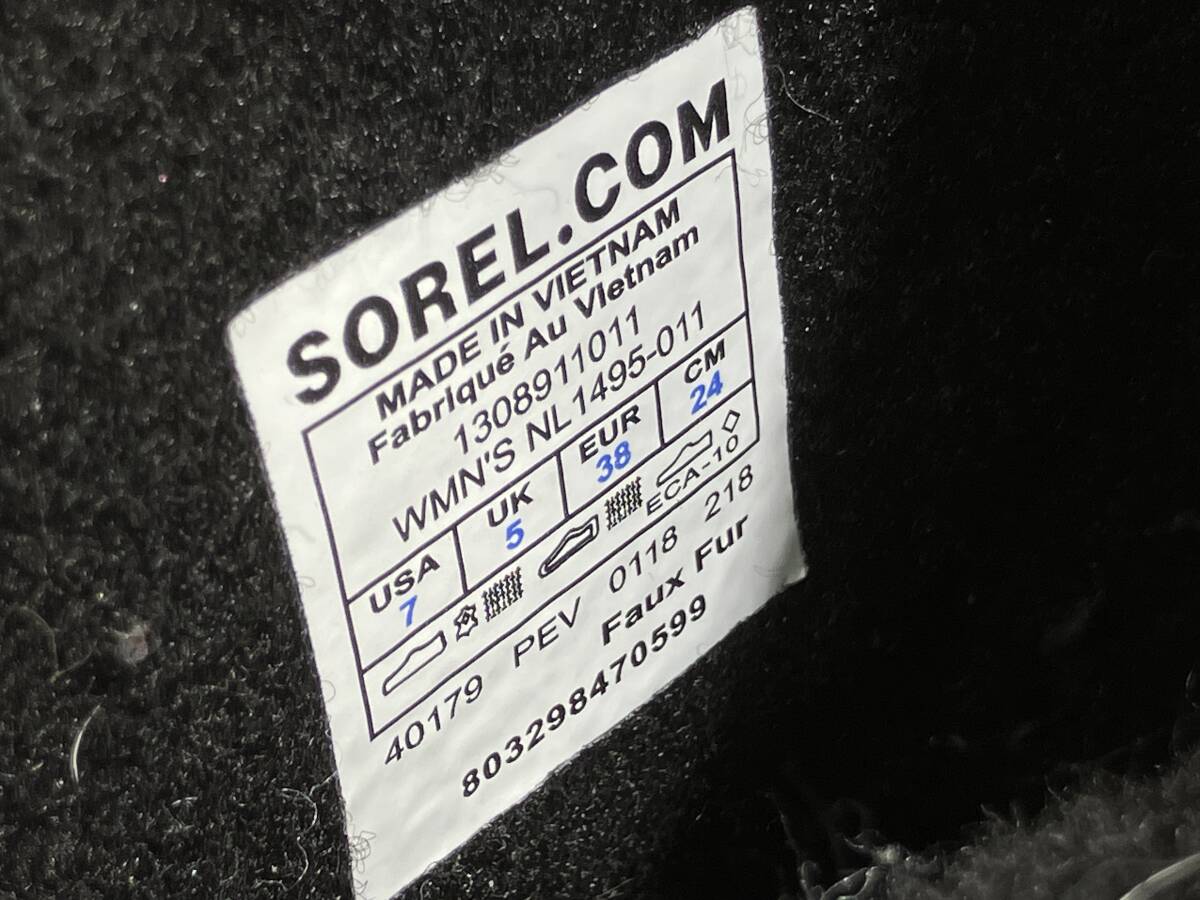 SOREL.COM
MADE IN VIETNAM
Fabriqué Au VIetnam
1308911011
WMN'S NL1495-011
USA UK EUR CM
7 5 38 24
ECA-10
40179 PEV 0118 218
Faux Fur
803298470599